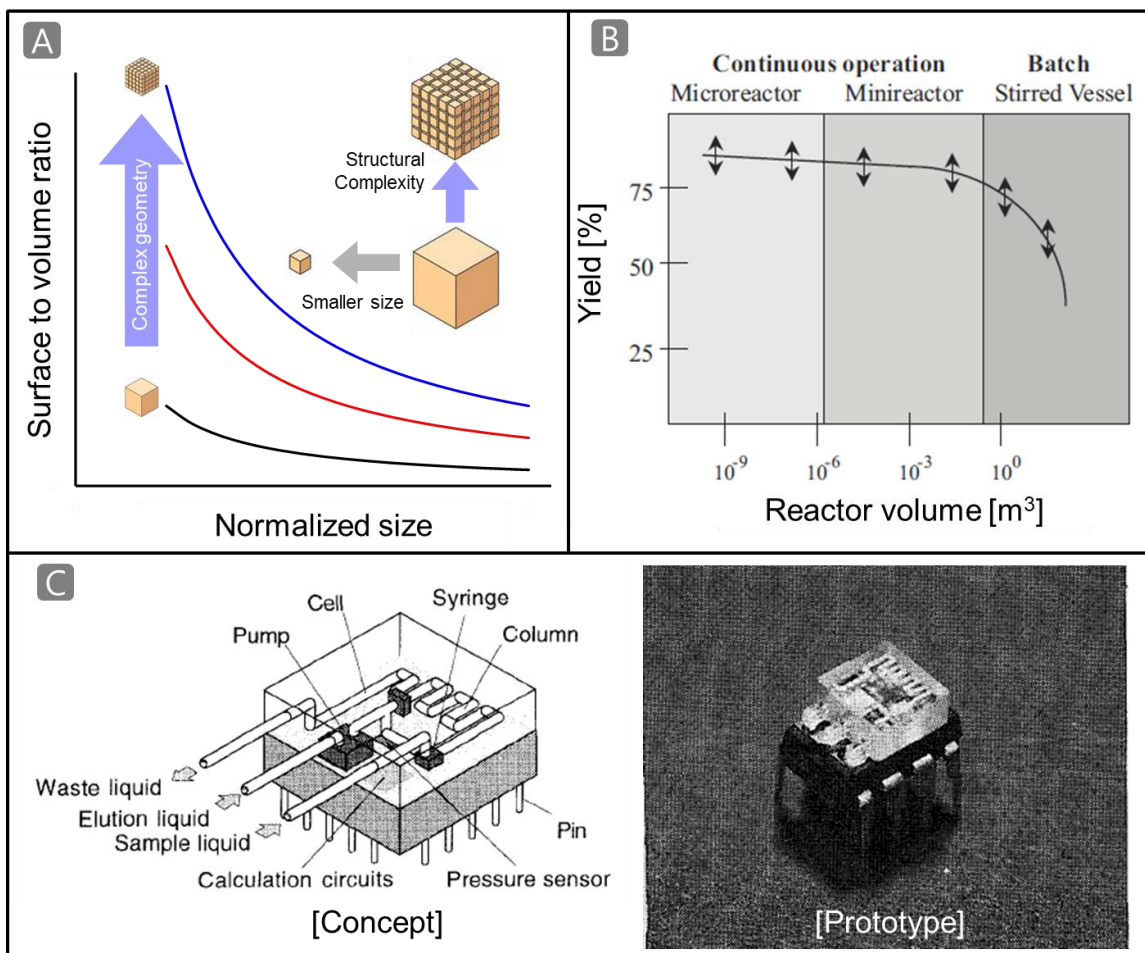 A
Surface to volume ratio
Complex geometry
Structural
Complexity
Smaller size
Normalized size
B
Continuous operation
Batch
Microreactor
Minireactor
Stirred Vessel
Yield [%]
75
50
25
10⁻⁹
10⁻⁶
10⁻³
10⁰
Reactor volume [m³]
C
Cell
Syringe
Pump
Column
Waste liquid
Elution liquid
Sample liquid
Pin
Calculation circuits
Pressure sensor
[Concept]
[Prototype]